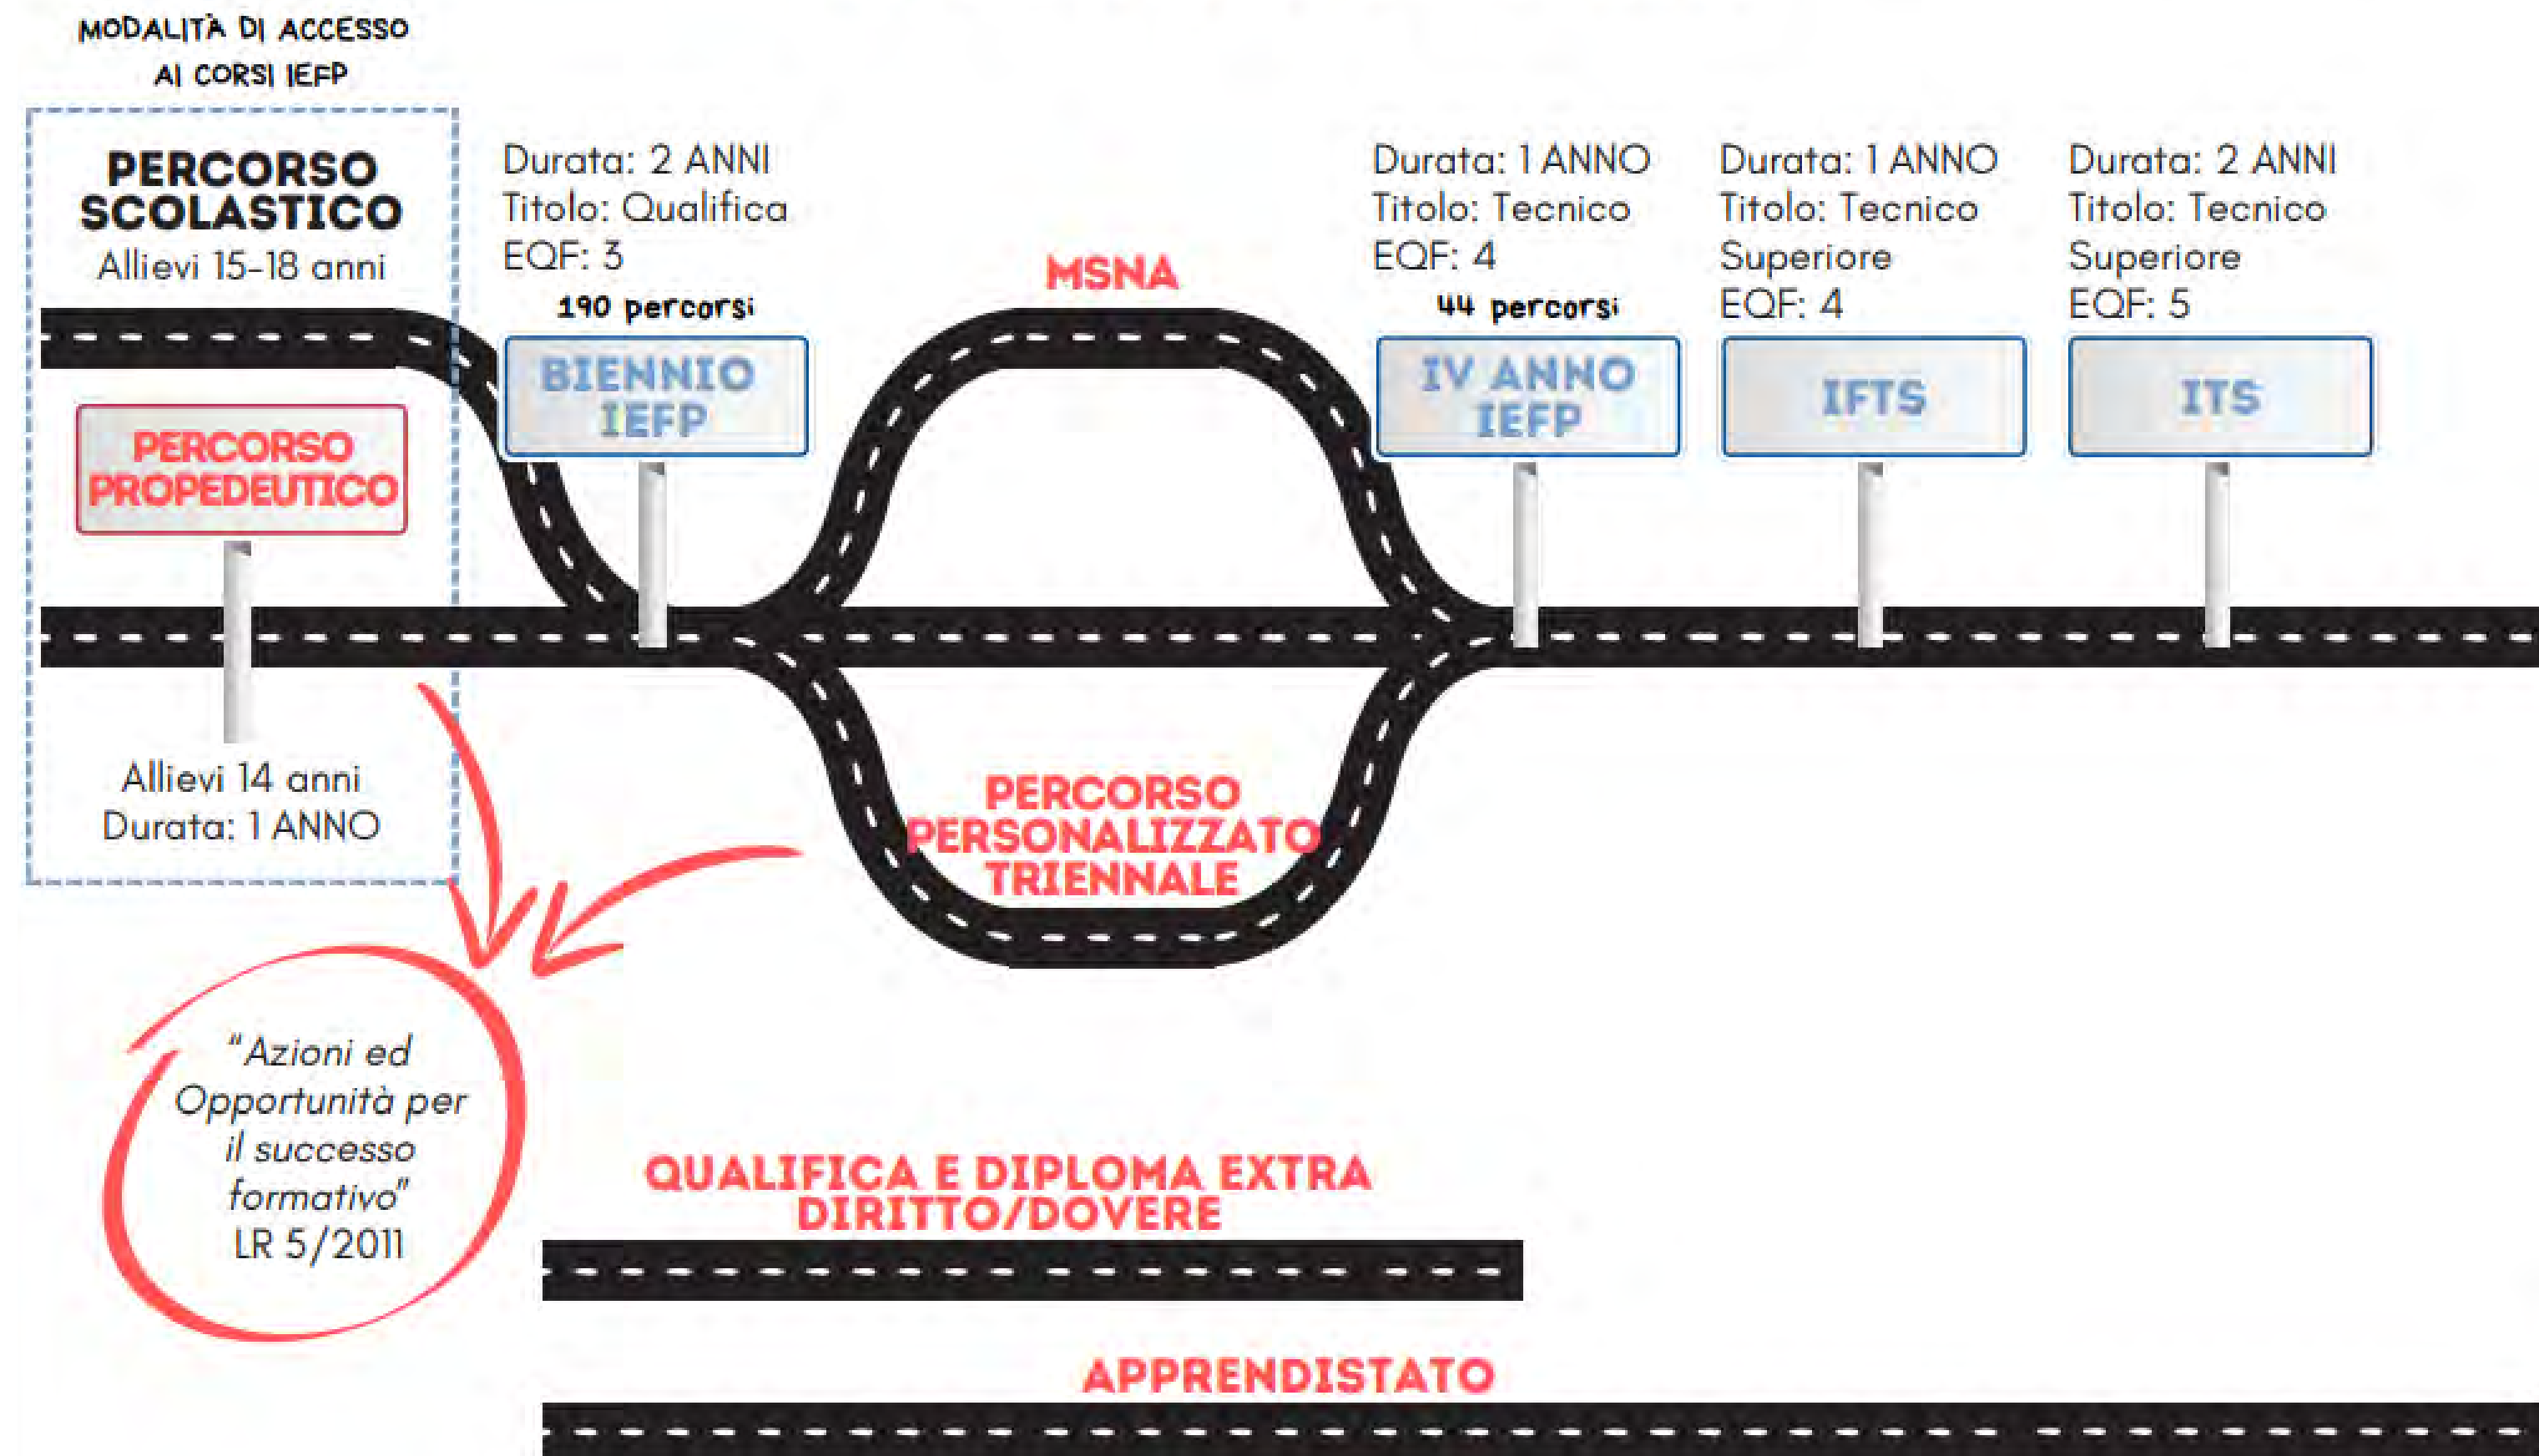 MODALITÀ DI ACCESSO
AI CORSI IEFP
PERCORSO
SCOLASTICO
Allievi 15-18 anni
PERCORSO
PROPEDEUTICO
Allievi 14 anni
Durata: 1 ANNO
Durata: 2 ANNI
Titolo: Qualifica
EQF: 3
190 percorsi
BIENNIO
IEFP
MSNA
PERCORSO
PERSONALIZZATO
TRIENNALE
Durata: 1 ANNO
Titolo: Tecnico
EQF: 4
44 percorsi
IV ANNO
IEFP
Durata: 1 ANNO
Titolo: Tecnico
Superiore
EQF: 4
IFTS
Durata: 2 ANNI
Titolo: Tecnico
Superiore
EQF: 5
ITS
"Azioni ed
Opportunità per
il successo
formativo"
LR 5/2011
QUALIFICA E DIPLOMA EXTRA
DIRITTO/DOVERE
APPRENDISTATO